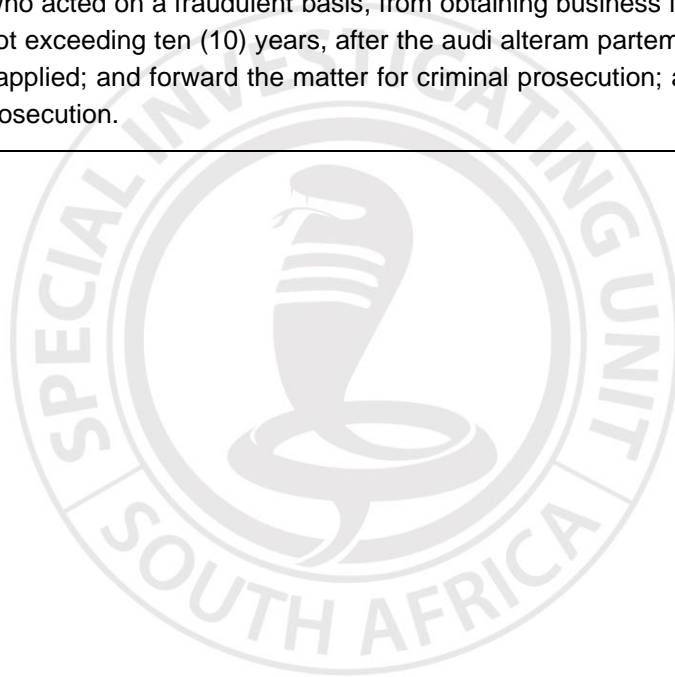 who acted on a fraudulent basis, from obtaining business f
ot exceeding ten (10) years, after the audi alteram partem
applied; and forward the matter for criminal prosecution; a
osecution.
SPECIAL INVESTIGATING UNIT
SOUTH AFRICA